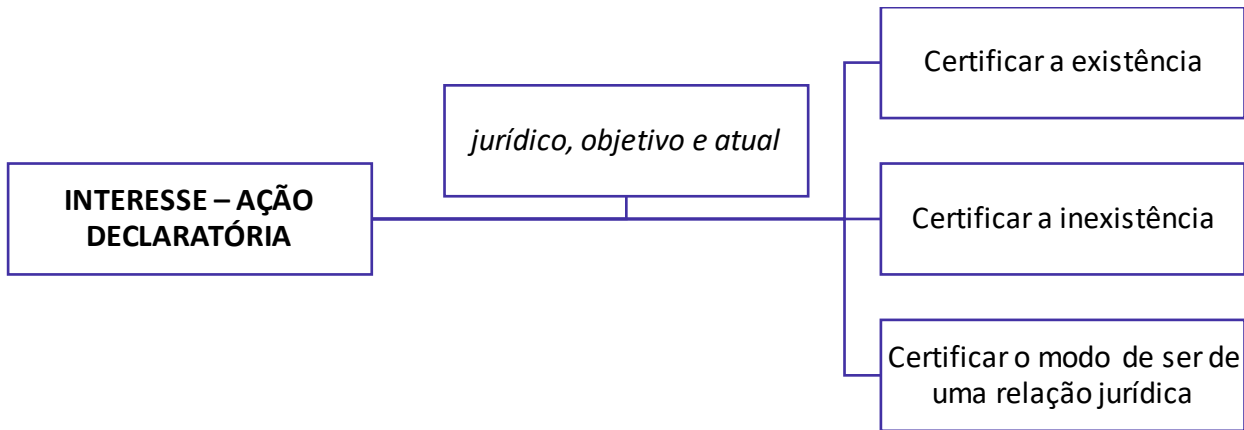 INTERESSE – AÇÃO
DECLARATÓRIA
jurídico, objetivo e atual
Certificar a existência
Certificar a inexistência
Certificar o modo de ser de
uma relação jurídica